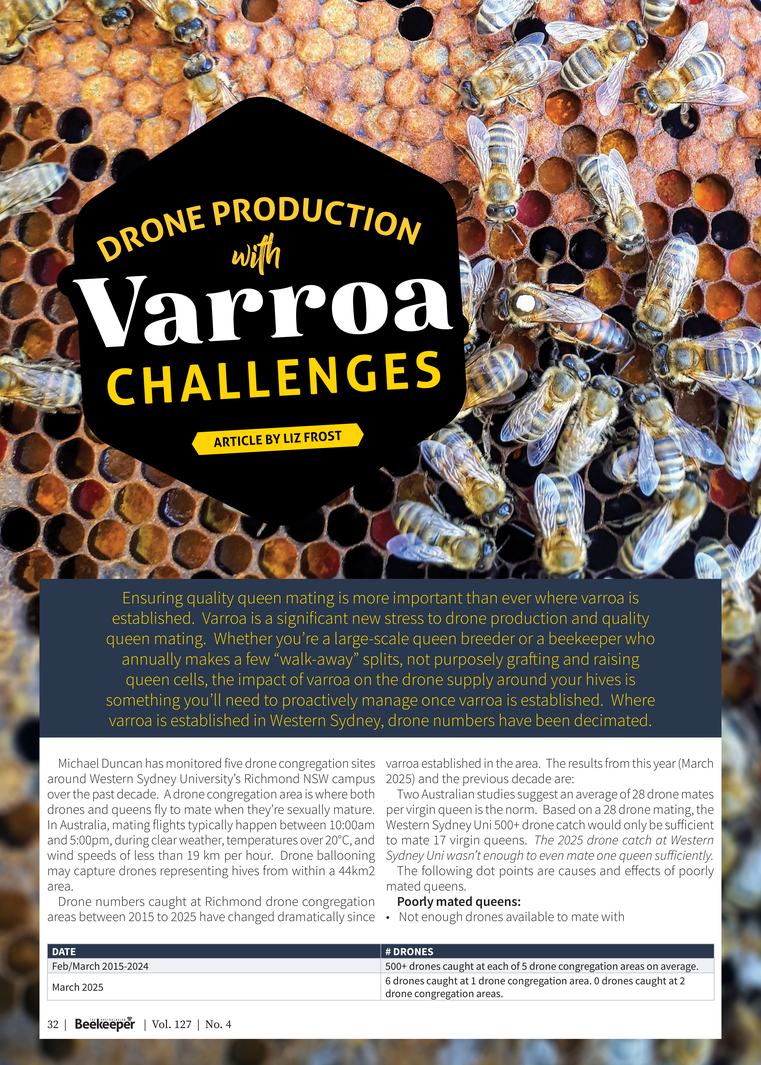 DRONE PRODUCTION
with
Varroa
CHALLENGES
ARTICLE BY LIZ FROST
Ensuring quality queen mating is more important than ever where varroa is
established. Varroa is a significant new stress to drone production and quality
queen mating. Whether you’re a large-scale queen breeder or a beekeeper who
annually makes a few “walk-away” splits, not purposely grafting and raising
queen cells, the impact of varroa on the drone supply around your hives is
something you’ll need to proactively manage once varroa is established. Where
varroa is established in Western Sydney, drone numbers have been decimated.
Michael Duncan has monitored five drone congregation sites
around Western Sydney University’s Richmond NSW campus
over the past decade. A drone congregation area is where both
drones and queens fly to mate when they’re sexually mature.
In Australia, mating flights typically happen between 10:00am
and 5:00pm, during clear weather, temperatures over 20°C, and
wind speeds of less than 19 km per hour. Drone ballooning
may capture drones representing hives from within a 44km2
area.
Drone numbers caught at Richmond drone congregation
areas between 2015 to 2025 have changed dramatically since
varroa established in the area. The results from this year (March
2025) and the previous decade are:
Two Australian studies suggest an average of 28 drone mates
per virgin queen is the norm. Based on a 28 drone mating, the
Western Sydney Uni 500+ drone catch would only be sufficient
to mate 17 virgin queens. The 2025 drone catch at Western
Sydney Uni wasn’t enough to even mate one queen sufficiently.
The following dot points are causes and effects of poorly
mated queens.
Poorly mated queens:
• Not enough drones available to mate with
DATE # DRONES
Feb/March 2015-2024 500+ drones caught at each of 5 drone congregation areas on average.
March 2025 6 drones caught at 1 drone congregation area. 0 drones caught at 2
drone congregation areas.
32 | Beekeeper | Vol. 127 | No. 4